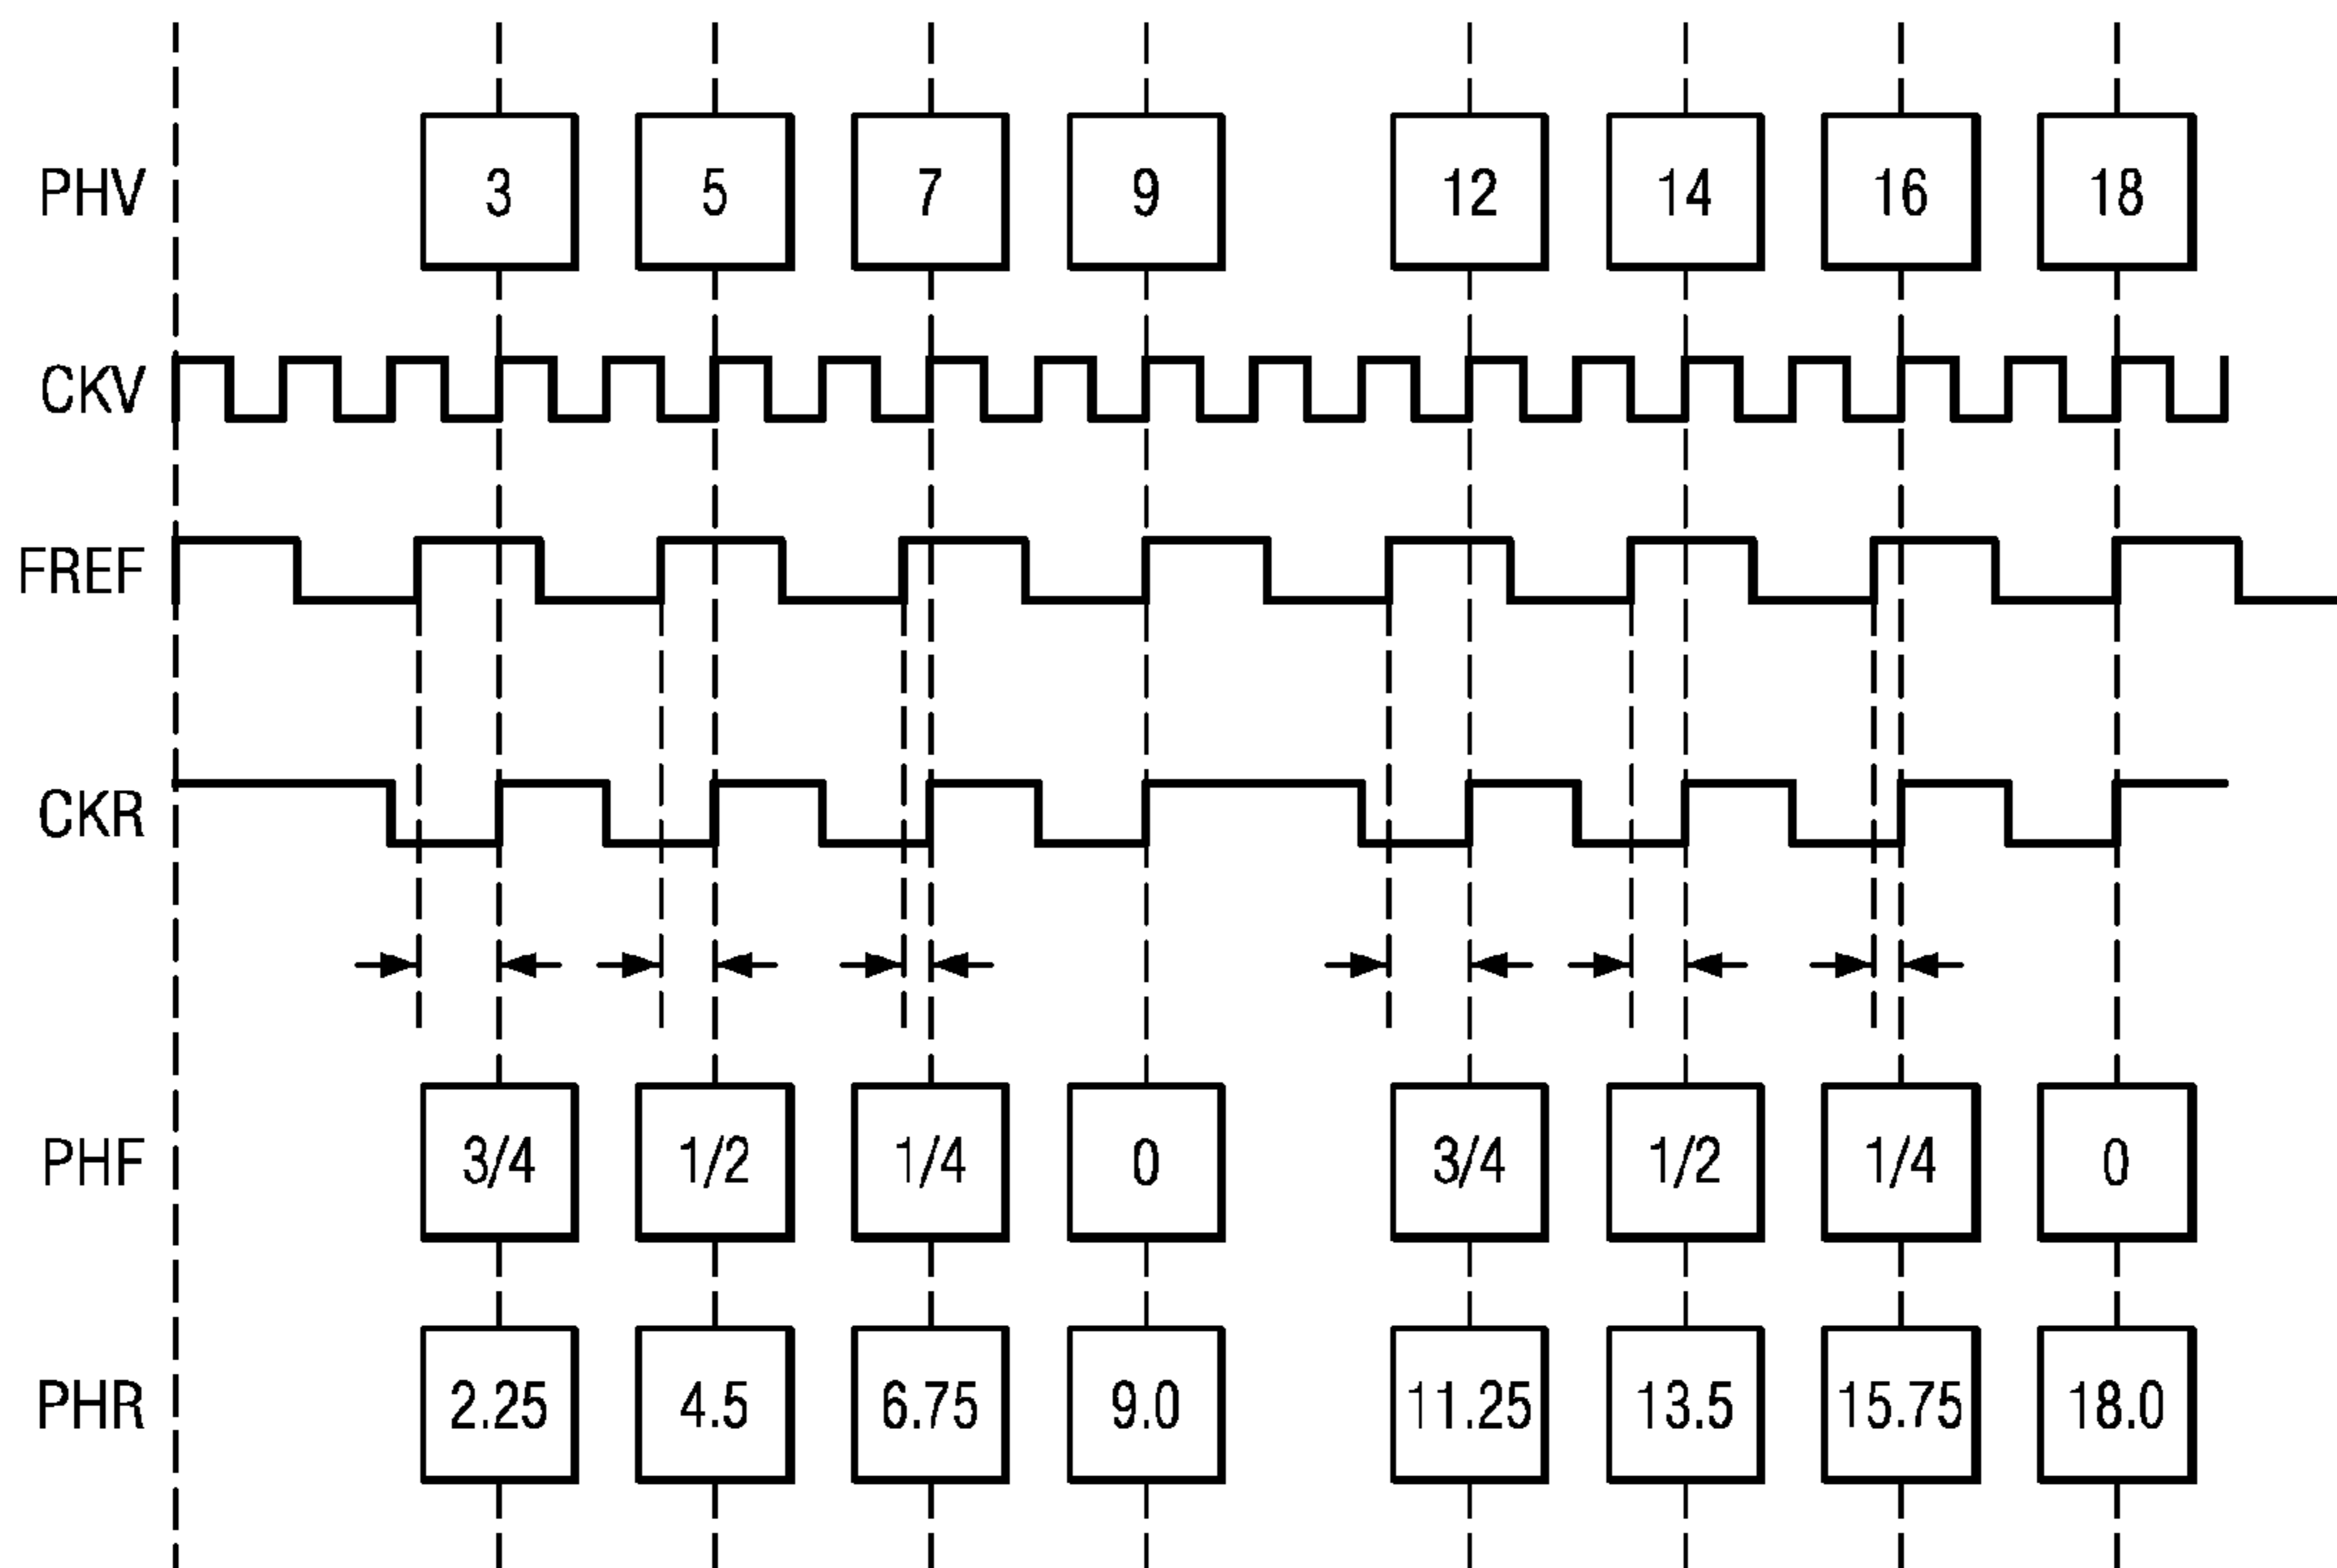 PHV 3 5 7 9 12 14 16 18
CKV
FREF
CKR
PHF 3/4 1/2 1/4 0 3/4 1/2 1/4 0
PHR 2.25 4.5 6.75 9.0 11.25 13.5 15.75 18.0